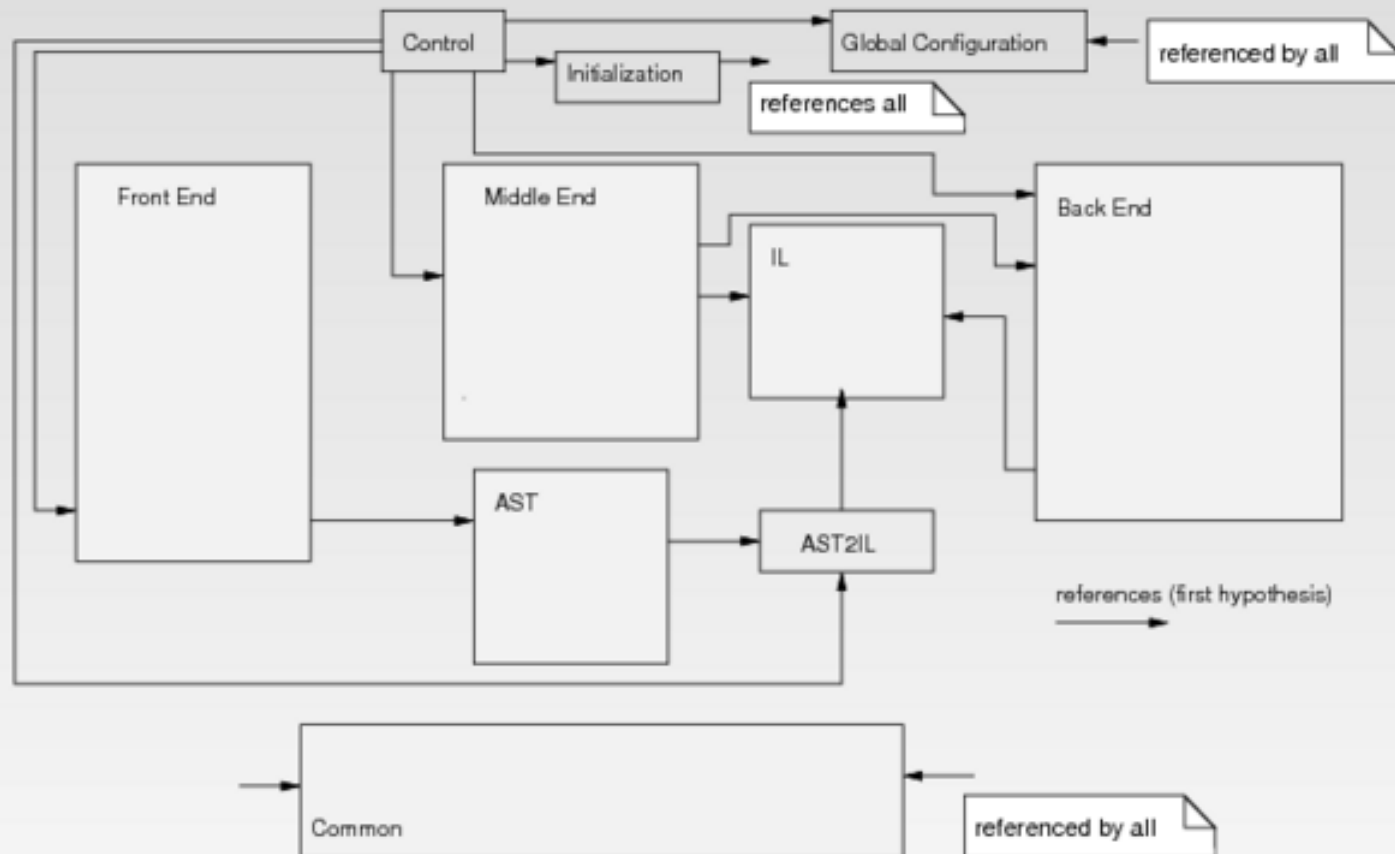 Control
Global Configuration
referenced by all
Initialization
references all
Front End
Middle End
Back End
IL
AST
AST2IL
references (first hypothesis)
Common
referenced by all